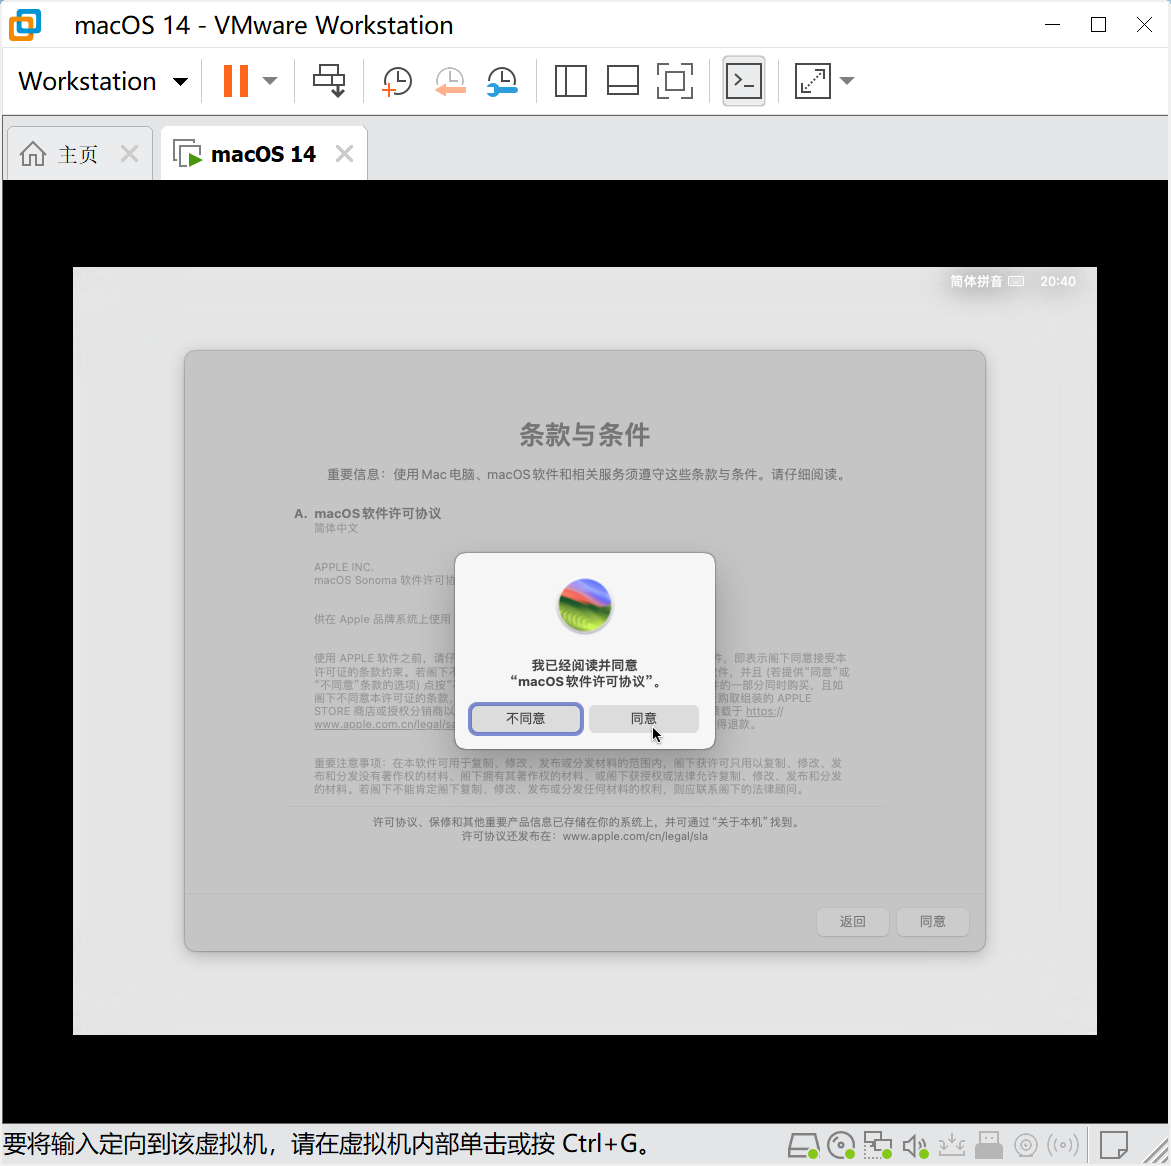 macOS 14 - VMware Workstation
Workstation
主页
macOS 14
简体拼音 20:40
条款与条件
重要信息：使用 Mac 电脑、macOS 软件和相关服务须遵守这些条款与条件。请仔细阅读。
A. macOS 软件许可协议
简体中文
APPLE INC.
macOS Sonoma 软件许可协
供在 Apple 品牌系统上使用
使用 APPLE 软件之前，请仔 件，即表示阁下同意接受本
许可证的条款约束。若阁下不 件，并且 (若提供“同意”或
“不同意”条款的选项) 点按“ 的一部分同时购买，且如
阁下不同意本许可证的条款， 购取组装的 APPLE
STORE 商店或授权分销商以 载于 https://
www.apple.com.cn/legal/sa 得退款。
我已经阅读并同意
“macOS 软件许可协议”。
不同意 同意
重要注意事项：在本软件可用于复制、修改、发布或分发材料的范围内，阁下获许可只用以复制、修改、发
布和分发没有著作权的材料、阁下拥有其著作权的材料、或阁下获授权或法律允许复制、修改、发布和分发
的材料。若阁下不能肯定阁下复制、修改、发布或分发任何材料的权利，则应联系阁下的法律顾问。
许可协议、保修和其他重要产品信息已存储在你的系统上，并可通过“关于本机”找到。
许可协议还发布在：www.apple.com/cn/legal/sla
返回 同意
要将输入定向到该虚拟机，请在虚拟机内部单击或按 Ctrl+G。